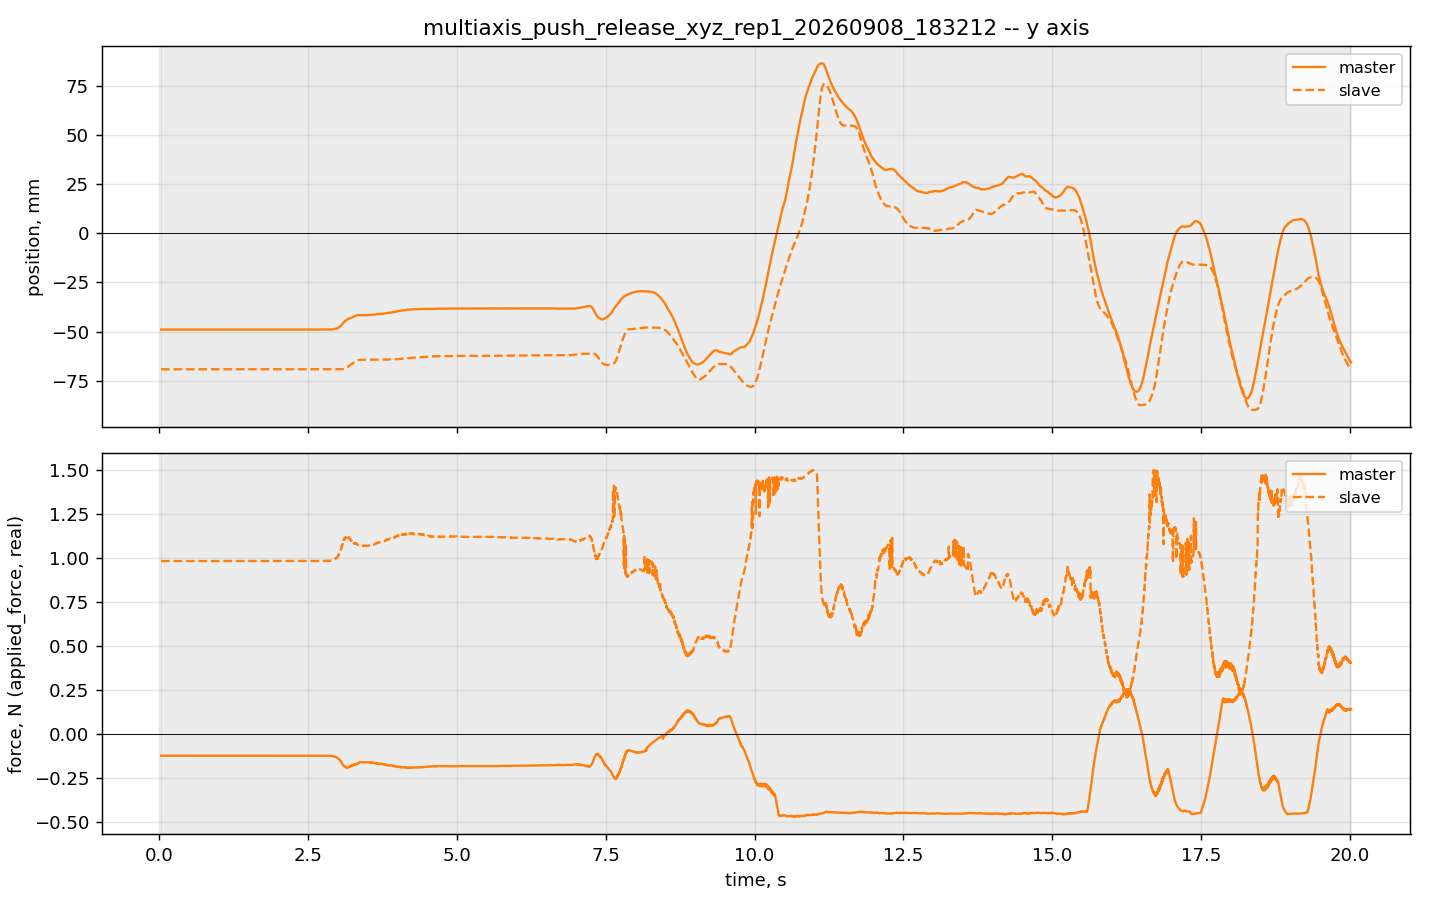 multiaxis_push_release_xyz_rep1_20260908_183212 -- y axis
position, mm
75
50
25
0
−25
−50
−75
master
slave
force, N (applied_force, real)
1.50
1.25
1.00
0.75
0.50
0.25
0.00
−0.25
−0.50
master
slave
0.0 2.5 5.0 7.5 10.0 12.5 15.0 17.5 20.0
time, s